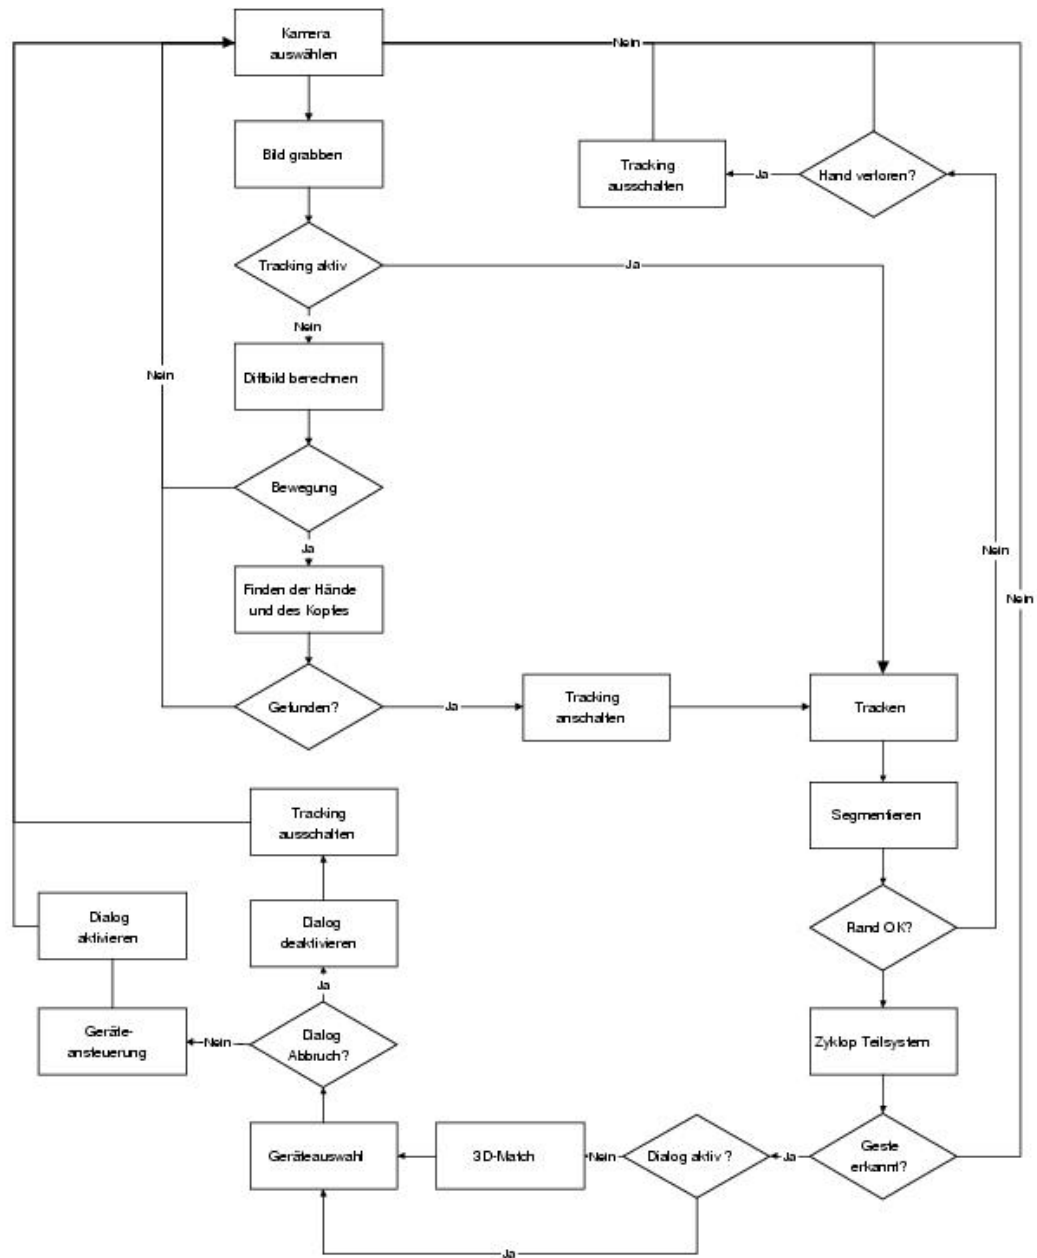 Kamera
auswählen
Nein
Bild grabben
Tracking
ausschalten
Ja
Hand verloren?
Tracking aktiv
Ja
Nein
Nein
Diffbild berechnen
Bewegung
Ja
Nein
Nein
Finden der Hände
und des Kopfes
Gefunden?
Ja
Tracking
anschalten
Tracken
Tracking
ausschalten
Segmentieren
Dialog
aktivieren
Dialog
deaktivieren
Rand OK?
Ja
Geräte-
ansteuerung
Nein
Dialog
Abbruch?
Zyklop Teilsystem
Geräteauswahl
3D-Match
Nein
Dialog aktiv ?
Ja
Geste
erkannt?
Ja